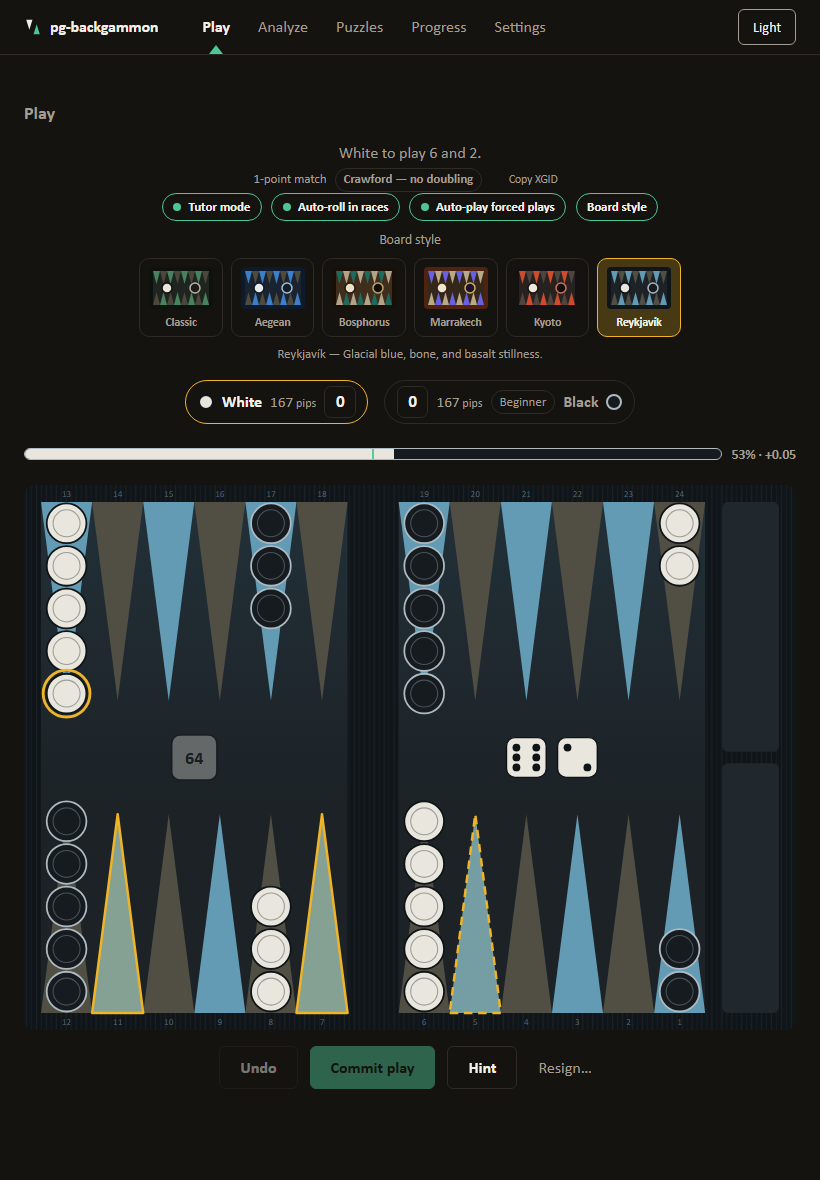 pg-backgammon Play Analyze Puzzles Progress Settings Light
Play
White to play 6 and 2.
1-point match Crawford — no doubling Copy XGID
Tutor mode Auto-roll in races Auto-play forced plays Board style
Board style
Classic Aegean Bosphorus Marrakech Kyoto Reykjavík
Reykjavík — Glacial blue, bone, and basalt stillness.
White 167 pips 0 0 167 pips Beginner Black
53% · +0.05
13 14 15 16 17 18 19 20 21 22 23 24
64
12 11 10 9 8 7 6 5 4 3 2 1
Undo Commit play Hint Resign...